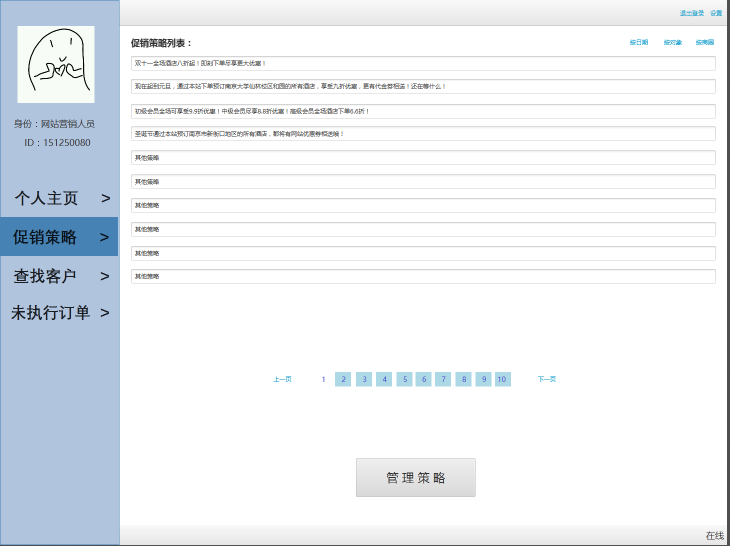 退出登录 设置
身份：网站营销人员
ID：151250080
个人主页 >
促销策略 >
查找客户 >
未执行订单 >
促销策略列表：
按日期 按对象 按商圈
双十一全场酒店八折起！即刻下单尽享更大优惠！
现在起到元旦，通过本站下单预订南京大学仙林校区和园的所有酒店，享受九折优惠，更有代金券相送！还在等什么！
初级会员全场可享受9.9折优惠！中级会员尽享8.8折优惠！高级会员全场酒店下单6.6折！
圣诞节通过本站预订南京市新街口地区的所有酒店，都将有网站优惠券相送哦！
其他策略
其他策略
其他策略
其他策略
其他策略
其他策略
上一页 1 2 3 4 5 6 7 8 9 10 下一页
管理策略
在线